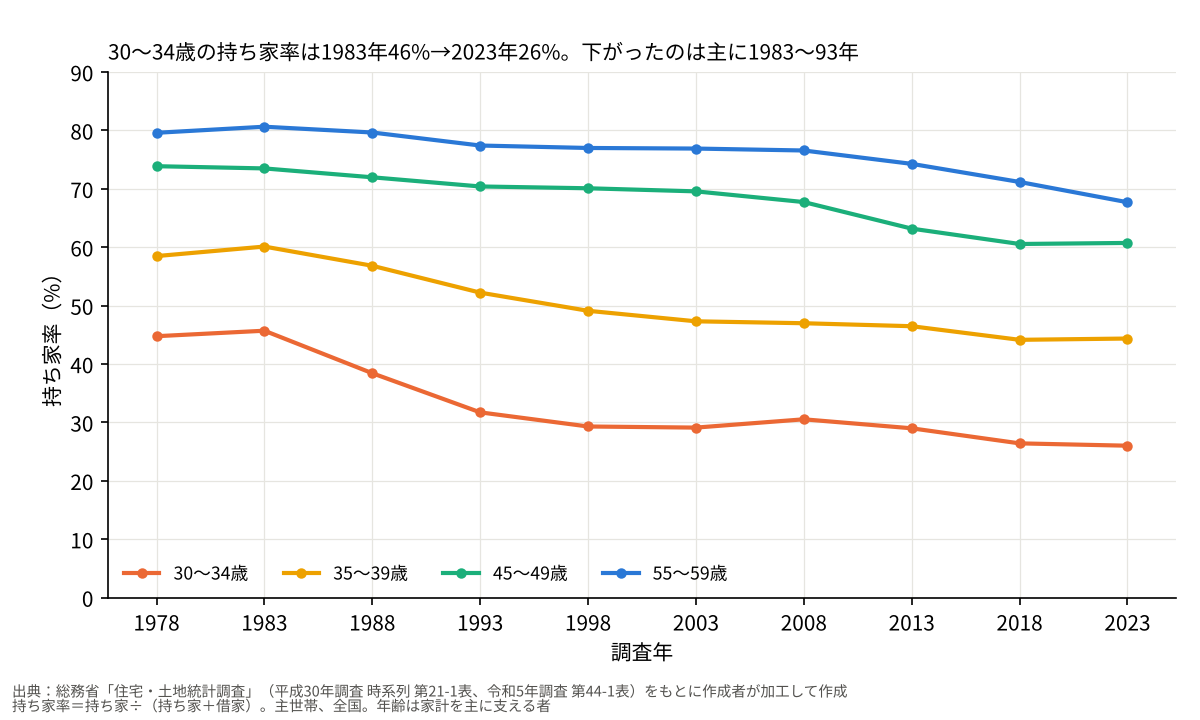 30〜34歳の持ち家率は1983年46%→2023年26%。下がったのは主に1983〜93年
90
80
70
60
50
40
30
20
10
0
持ち家率（%）
30〜34歳 35〜39歳 45〜49歳 55〜59歳
1978 1983 1988 1993 1998 2003 2008 2013 2018 2023
調査年
出典：総務省「住宅・土地統計調査」（平成30年調査 時系列 第21-1表、令和5年調査 第44-1表）をもとに作成者が加工して作成
持ち家率＝持ち家÷（持ち家＋借家）。主世帯、全国。年齢は家計を主に支える者